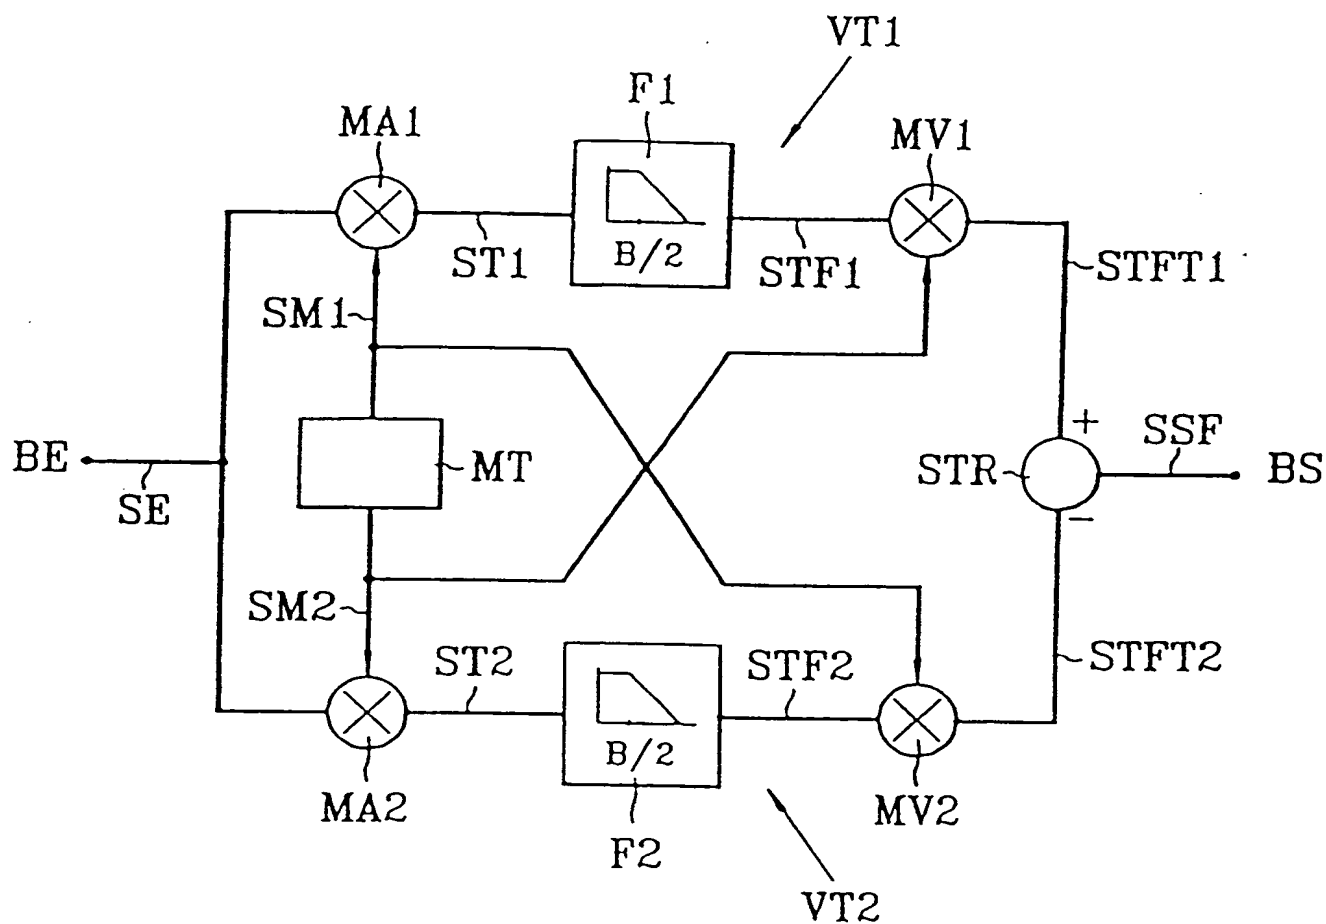 VT1
F1
MA1
MV1
ST1
B/2
STF1
STFT1
SM1
+
SSF
BE
MT
STR
BS
SE
−
SM2
ST2
STF2
STFT2
B/2
MA2
MV2
F2
VT2